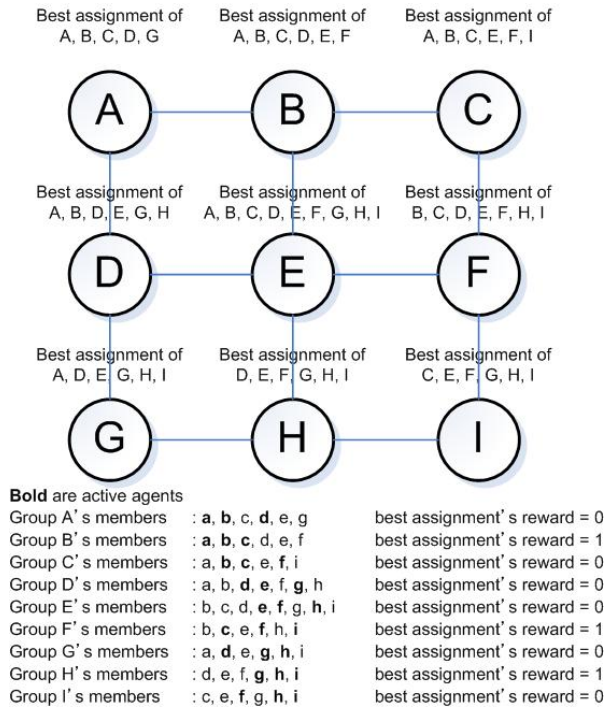 Best assignment of Best assignment of Best assignment of
A, B, C, D, G A, B, C, D, E, F A, B, C, E, F, I
A B C
Best assignment of Best assignment of Best assignment of
A, B, D, E, G, H A, B, C, D, E, F, G, H, I B, C, D, E, F, H, I
D E F
Best assignment of Best assignment of Best assignment of
A, D, E, G, H, I D, E, F, G, H, I C, E, F, G, H, I
G H I
Bold are active agents
Group A's members : a, b, c, d, e, g best assignment's reward = 0
Group B's members : a, b, c, d, e, f best assignment's reward = 1
Group C's members : a, b, c, e, f, i best assignment's reward = 0
Group D's members : a, b, d, e, f, g, h best assignment's reward = 0
Group E's members : b, c, d, e, f, g, h, i best assignment's reward = 0
Group F's members : b, c, e, f, h, i best assignment's reward = 1
Group G's members : a, d, e, g, h, i best assignment's reward = 0
Group H's members : d, e, f, g, h, i best assignment's reward = 1
Group I's members : c, e, f, g, h, i best assignment's reward = 0